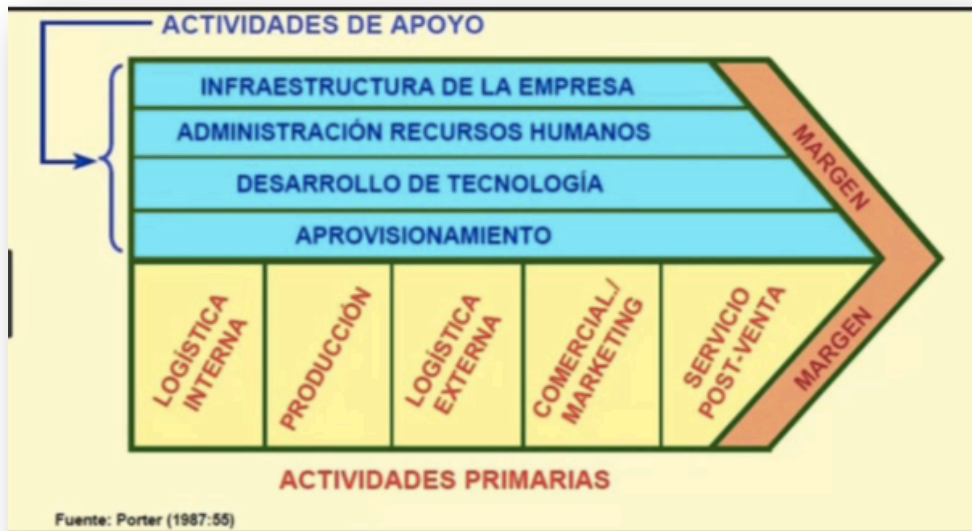 ACTIVIDADES DE APOYO
INFRAESTRUCTURA DE LA EMPRESA
ADMINISTRACIÓN RECURSOS HUMANOS
DESARROLLO DE TECNOLOGÍA
APROVISIONAMIENTO
MARGEN
LOGÍSTICA
INTERNA
PRODUCCIÓN
LOGÍSTICA
EXTERNA
COMERCIAL./
MARKETING
SERVICIO
POST-VENTA
MARGEN
ACTIVIDADES PRIMARIAS
Fuente: Porter (1987:55)